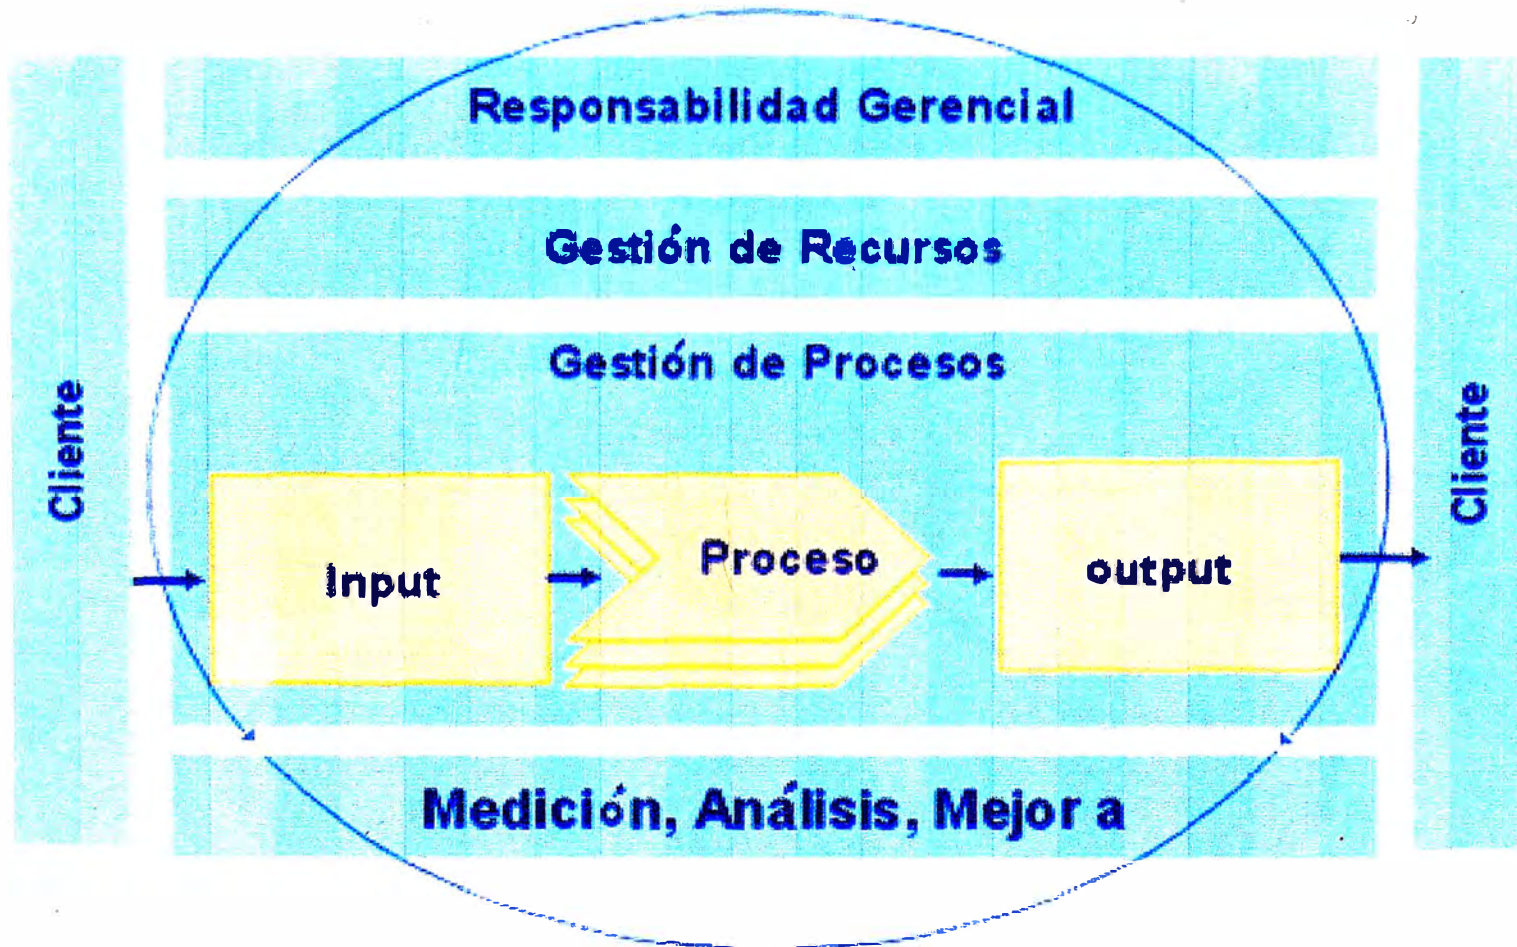 Responsabilidad Gerencial
Gestión de Recursos
Gestión de Procesos
Cliente
Input
Proceso
output
Cliente
Medición, Análisis, Mejor a